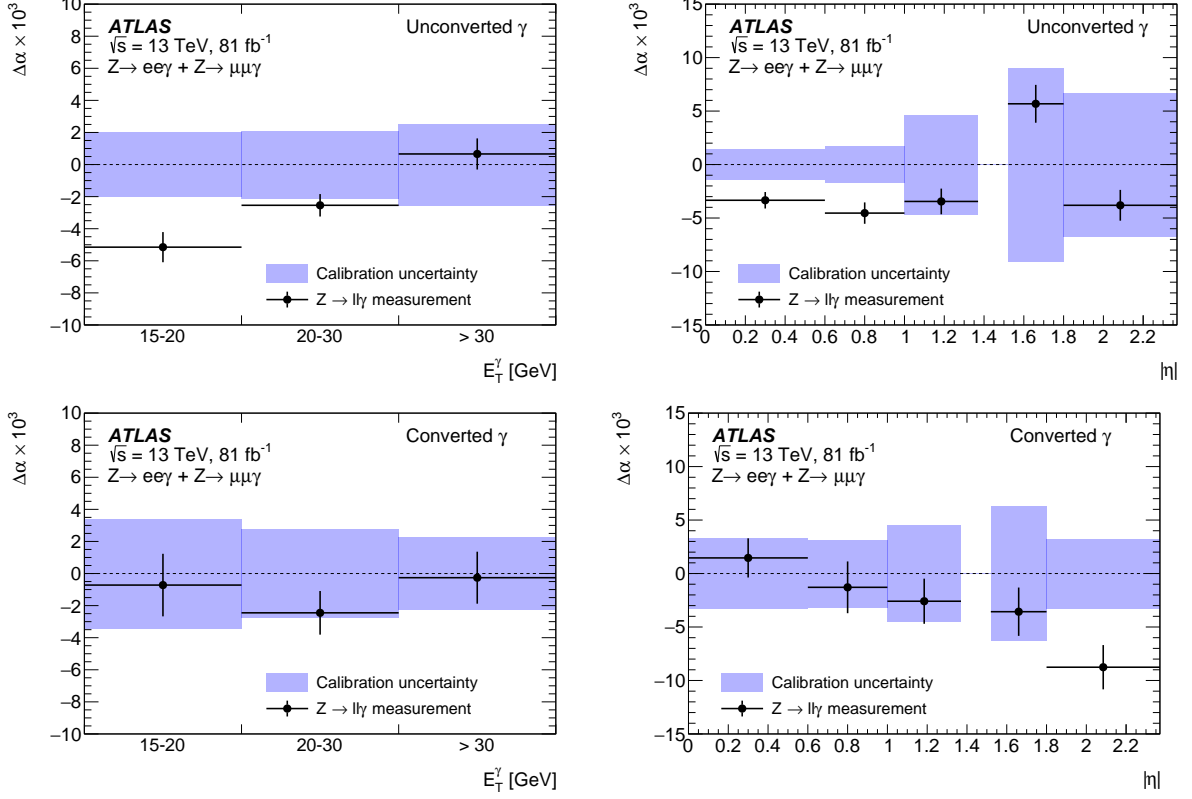 Δα × 10³
10
8
6
4
2
0
−2
−4
−6
−8
−10
ATLAS
√s = 13 TeV, 81 fb⁻¹
Z→ eeγ + Z→ μμγ
Unconverted γ
Calibration uncertainty
Z → llγ measurement
15-20 20-30 > 30
E_T^γ [GeV]
Δα × 10³
15
10
5
0
−5
−10
−15
ATLAS
√s = 13 TeV, 81 fb⁻¹
Z→ eeγ + Z→ μμγ
Unconverted γ
Calibration uncertainty
Z → llγ measurement
0 0.2 0.4 0.6 0.8 1 1.2 1.4 1.6 1.8 2 2.2
|η|
Δα × 10³
10
8
6
4
2
0
−2
−4
−6
−8
−10
ATLAS
√s = 13 TeV, 81 fb⁻¹
Z→ eeγ + Z→ μμγ
Converted γ
Calibration uncertainty
Z → llγ measurement
15-20 20-30 > 30
E_T^γ [GeV]
Δα × 10³
15
10
5
0
−5
−10
−15
ATLAS
√s = 13 TeV, 81 fb⁻¹
Z→ eeγ + Z→ μμγ
Converted γ
Calibration uncertainty
Z → llγ measurement
0 0.2 0.4 0.6 0.8 1 1.2 1.4 1.6 1.8 2 2.2
|η|